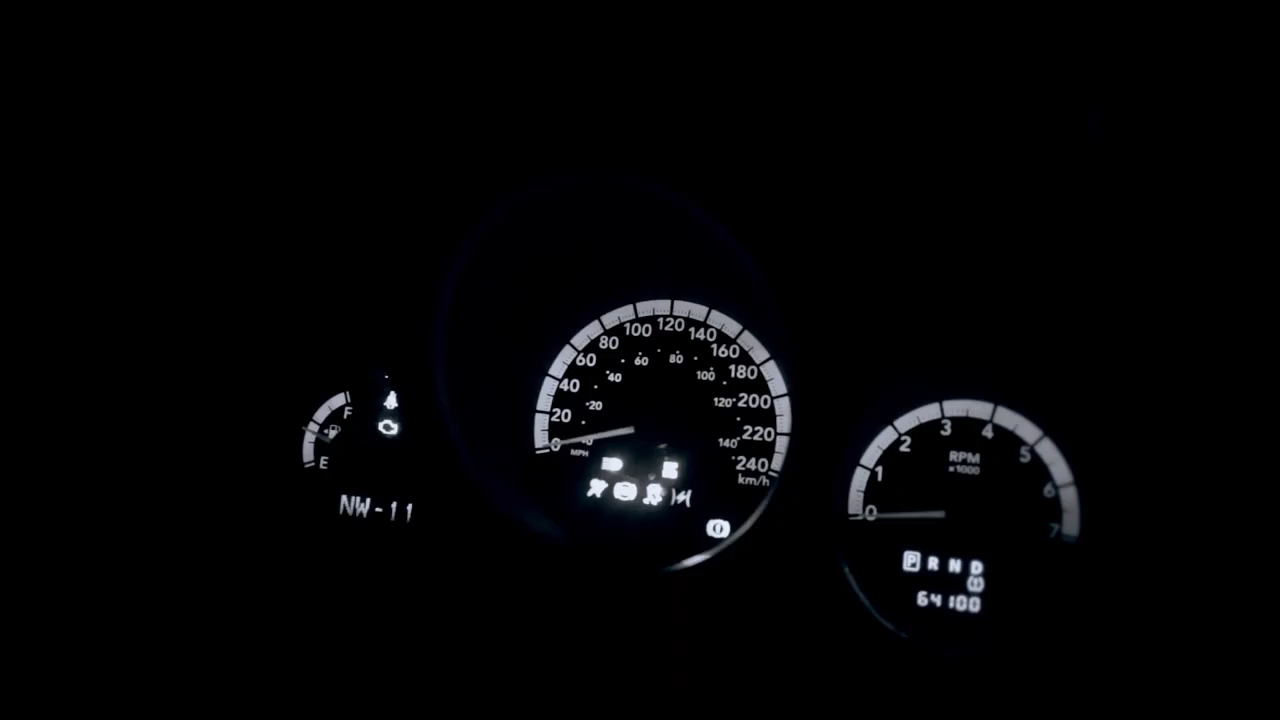 F
E
NW-11
0 20 40 60 80 100 120 140 160 180 200 220 240
km/h
20 40 60 80 100 120 140
MPH
0 1 2 3 4 5 6 7
RPM
x1000
P R N D
64100